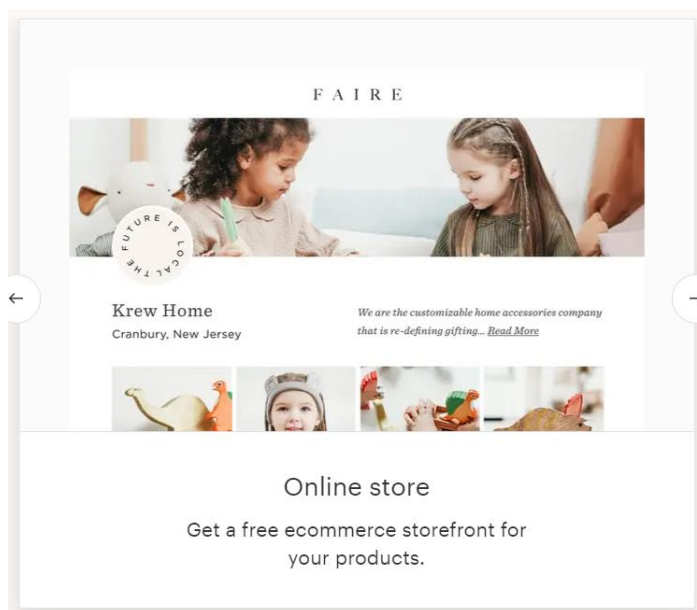 FAIRE
THE FUTURE IS LOCAL
Krew Home
Cranbury, New Jersey
We are the customizable home accessories company
that is re-defining gifting... Read More
Online store
Get a free ecommerce storefront for
your products.